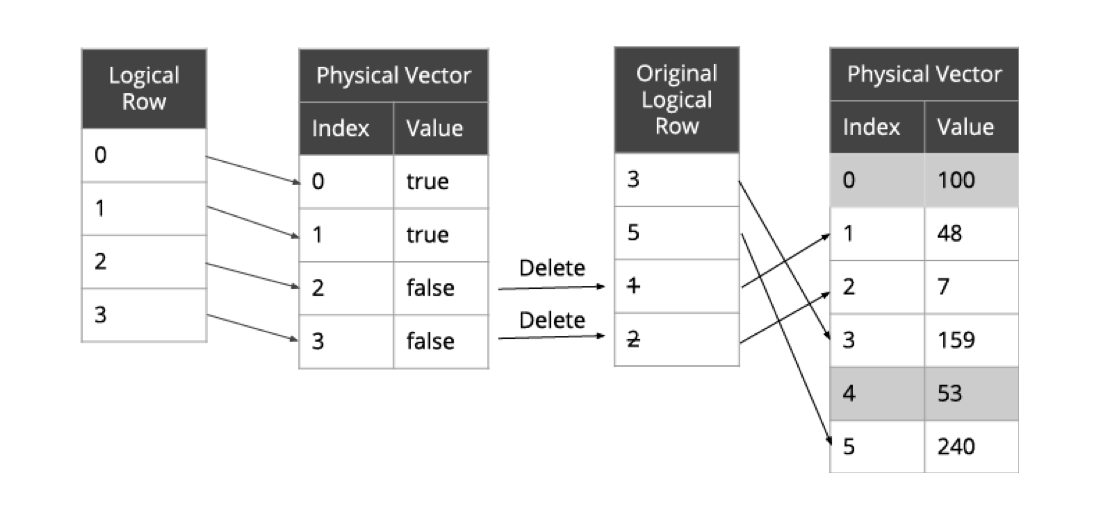 Logical
Row
0
1
2
3
Physical Vector
Index Value
0 true
1 true
2 false
3 false
Delete
Delete
Original
Logical
Row
3
5
1
2
Physical Vector
Index Value
0 100
1 48
2 7
3 159
4 53
5 240